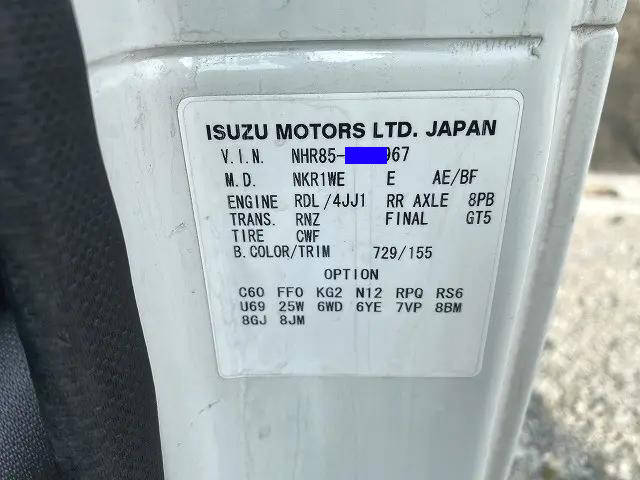 ISUZU MOTORS LTD. JAPAN
V.I.N. NHR85- 967
M.D. NKR1WE E AE/BF
ENGINE RDL/4JJ1 RR AXLE 8PB
TRANS. RNZ FINAL GT5
TIRE CWF
B.COLOR/TRIM 729/155
OPTION
C60 FF0 KG2 N12 RPQ RS6
U69 25W 6WD 6YE 7VP 8BM
8GJ 8JM